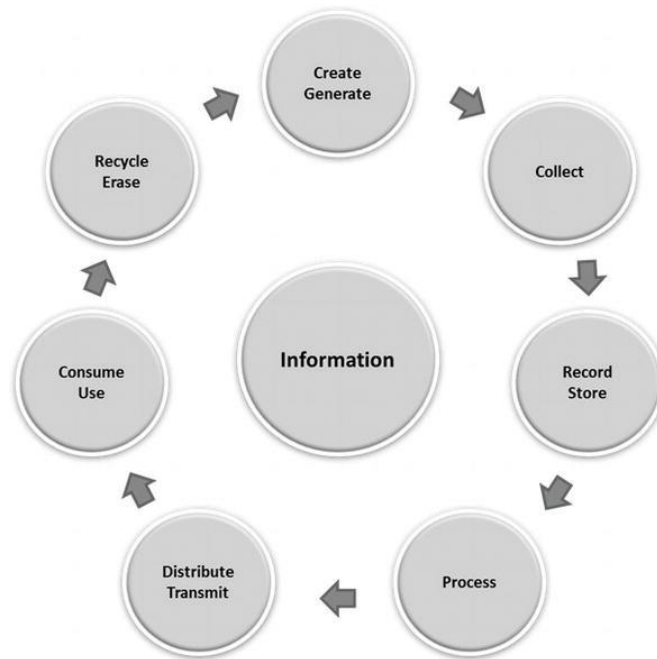 Create
Generate
Collect
Record
Store
Process
Distribute
Transmit
Consume
Use
Recycle
Erase
Information